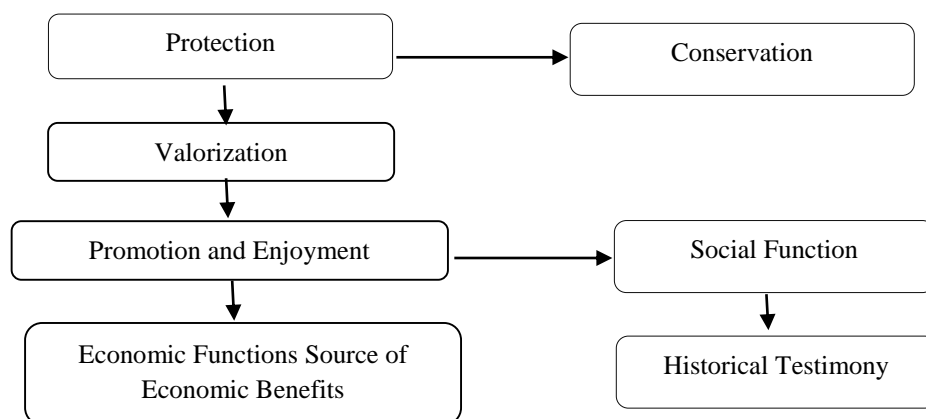 Protection
Conservation
Valorization
Promotion and Enjoyment
Social Function
Economic Functions Source of
Economic Benefits
Historical Testimony